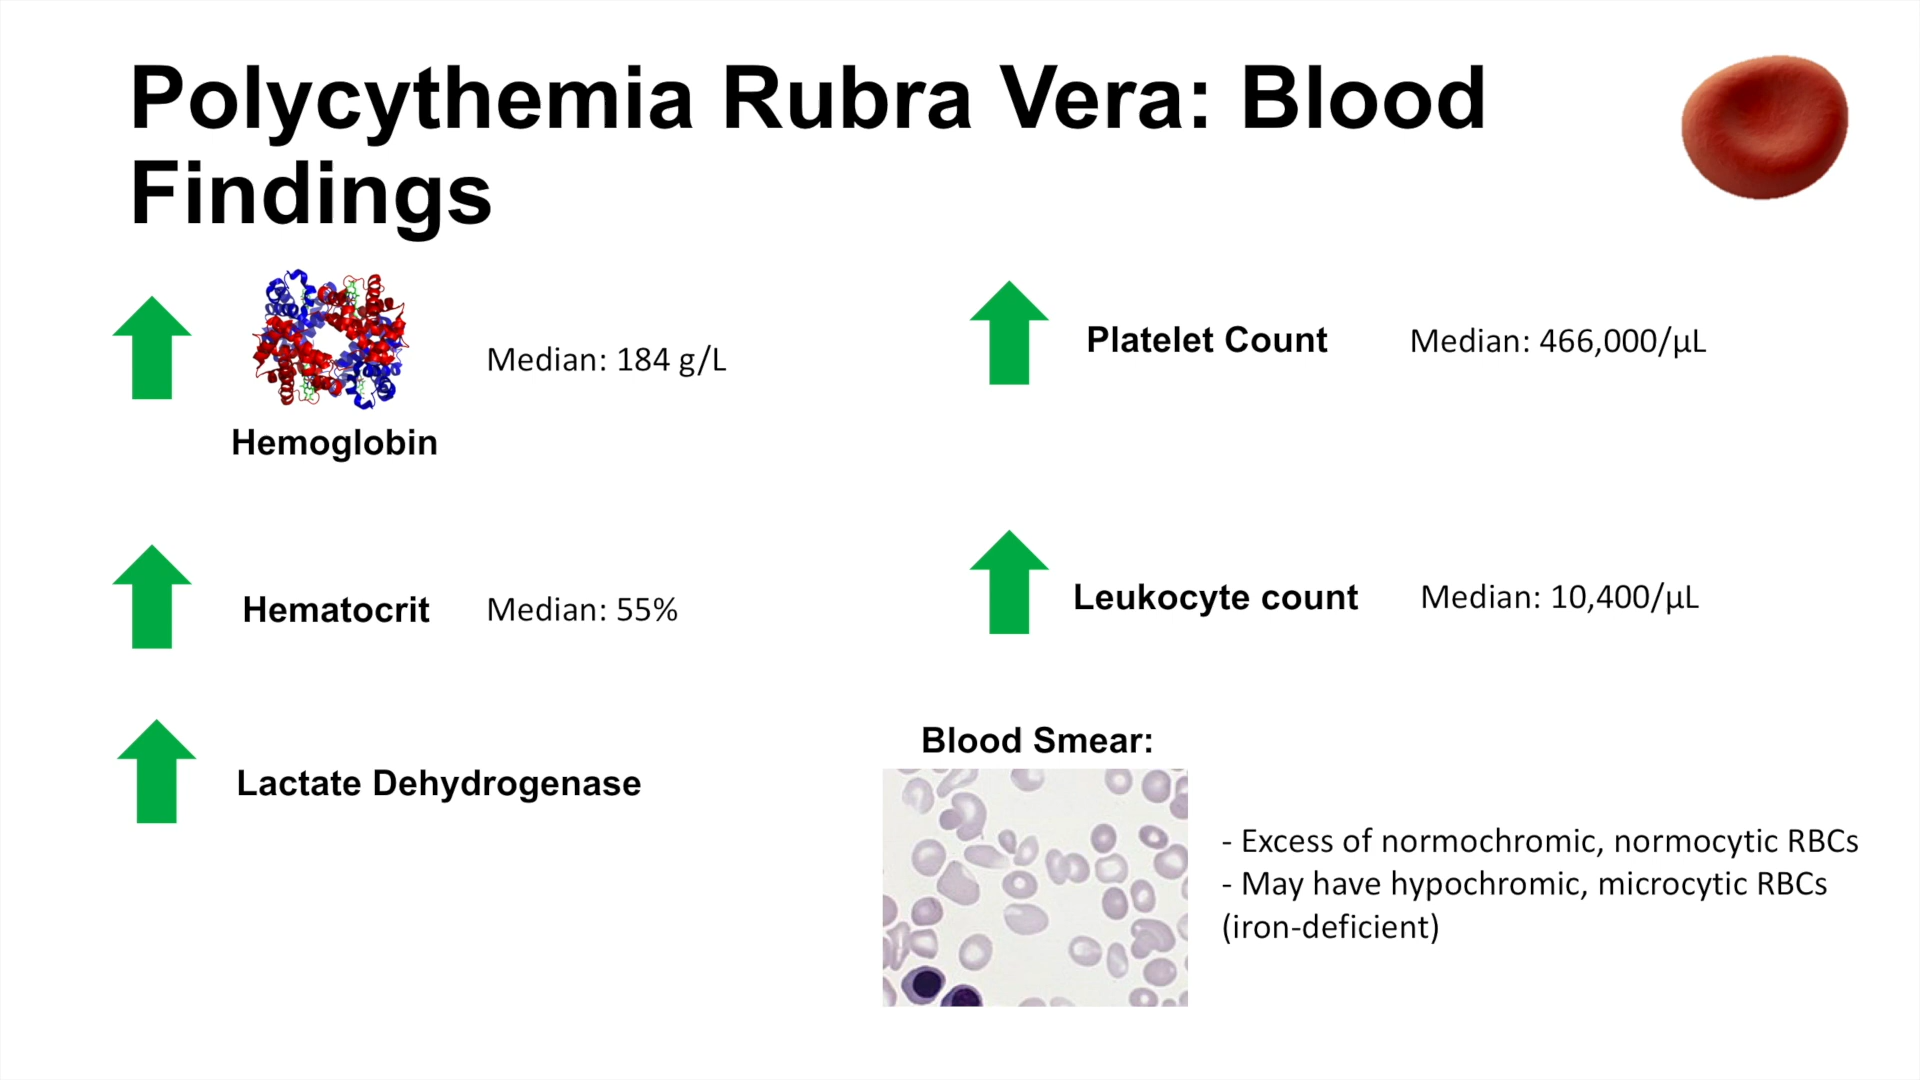 Polycythemia Rubra Vera: Blood
Findings
Median: 184 g/L
Hemoglobin
Platelet Count
Median: 466,000/µL
Hematocrit
Median: 55%
Leukocyte count
Median: 10,400/µL
Lactate Dehydrogenase
Blood Smear:
- Excess of normochromic, normocytic RBCs
- May have hypochromic, microcytic RBCs
(iron-deficient)